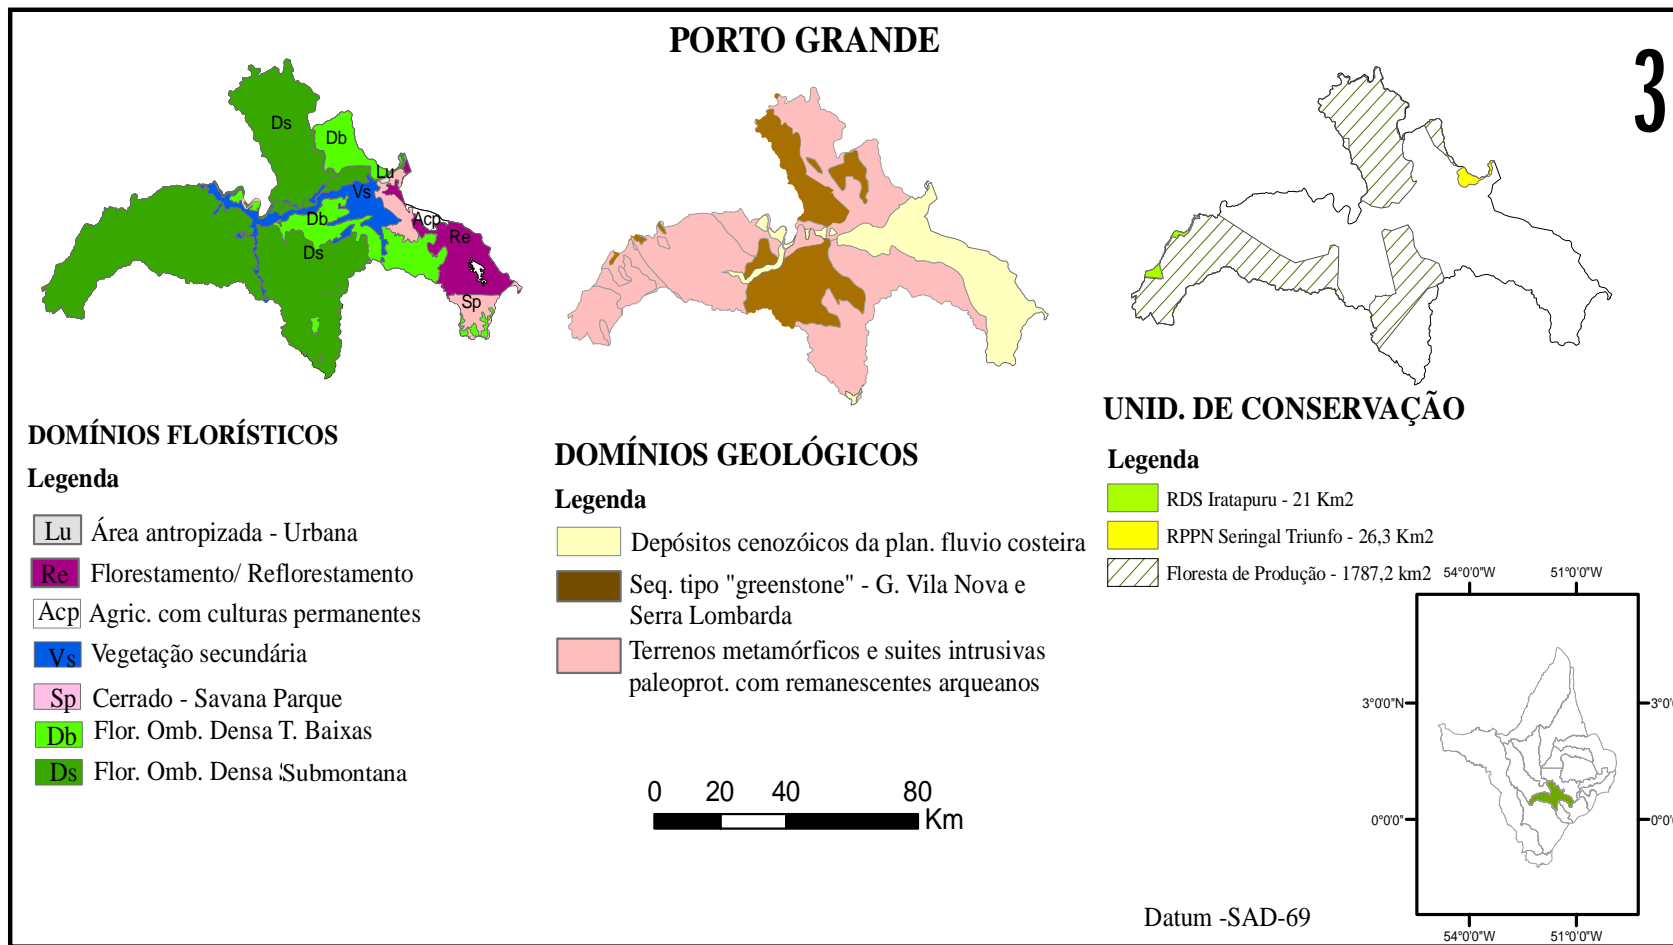 PORTO GRANDE
3
Ds
Db
Lu
Vs
Db
Acp
Re
Ds
Sp
DOMÍNIOS FLORÍSTICOS
Legenda
Lu Área antropizada - Urbana
Re Florestamento/ Reflorestamento
Acp Agric. com culturas permanentes
Vs Vegetação secundária
Sp Cerrado - Savana Parque
Db Flor. Omb. Densa T. Baixas
Ds Flor. Omb. Densa Submontana
DOMÍNIOS GEOLÓGICOS
Legenda
Depósitos cenozóicos da plan. fluvio costeira
Seq. tipo "greenstone" - G. Vila Nova e
Serra Lombarda
Terrenos metamórficos e suites intrusivas
paleoprot. com remanescentes arqueanos
0 20 40 80
Km
UNID. DE CONSERVAÇÃO
Legenda
RDS Iratapuru - 21 Km2
RPPN Seringal Triunfo - 26,3 Km2
Floresta de Produção - 1787,2 km2
54°0'0"W 51°0'0"W
3°0'0"N 3°0'0
0°0'0" 0°0'0
54°0'0"W 51°0'0"W
Datum -SAD-69